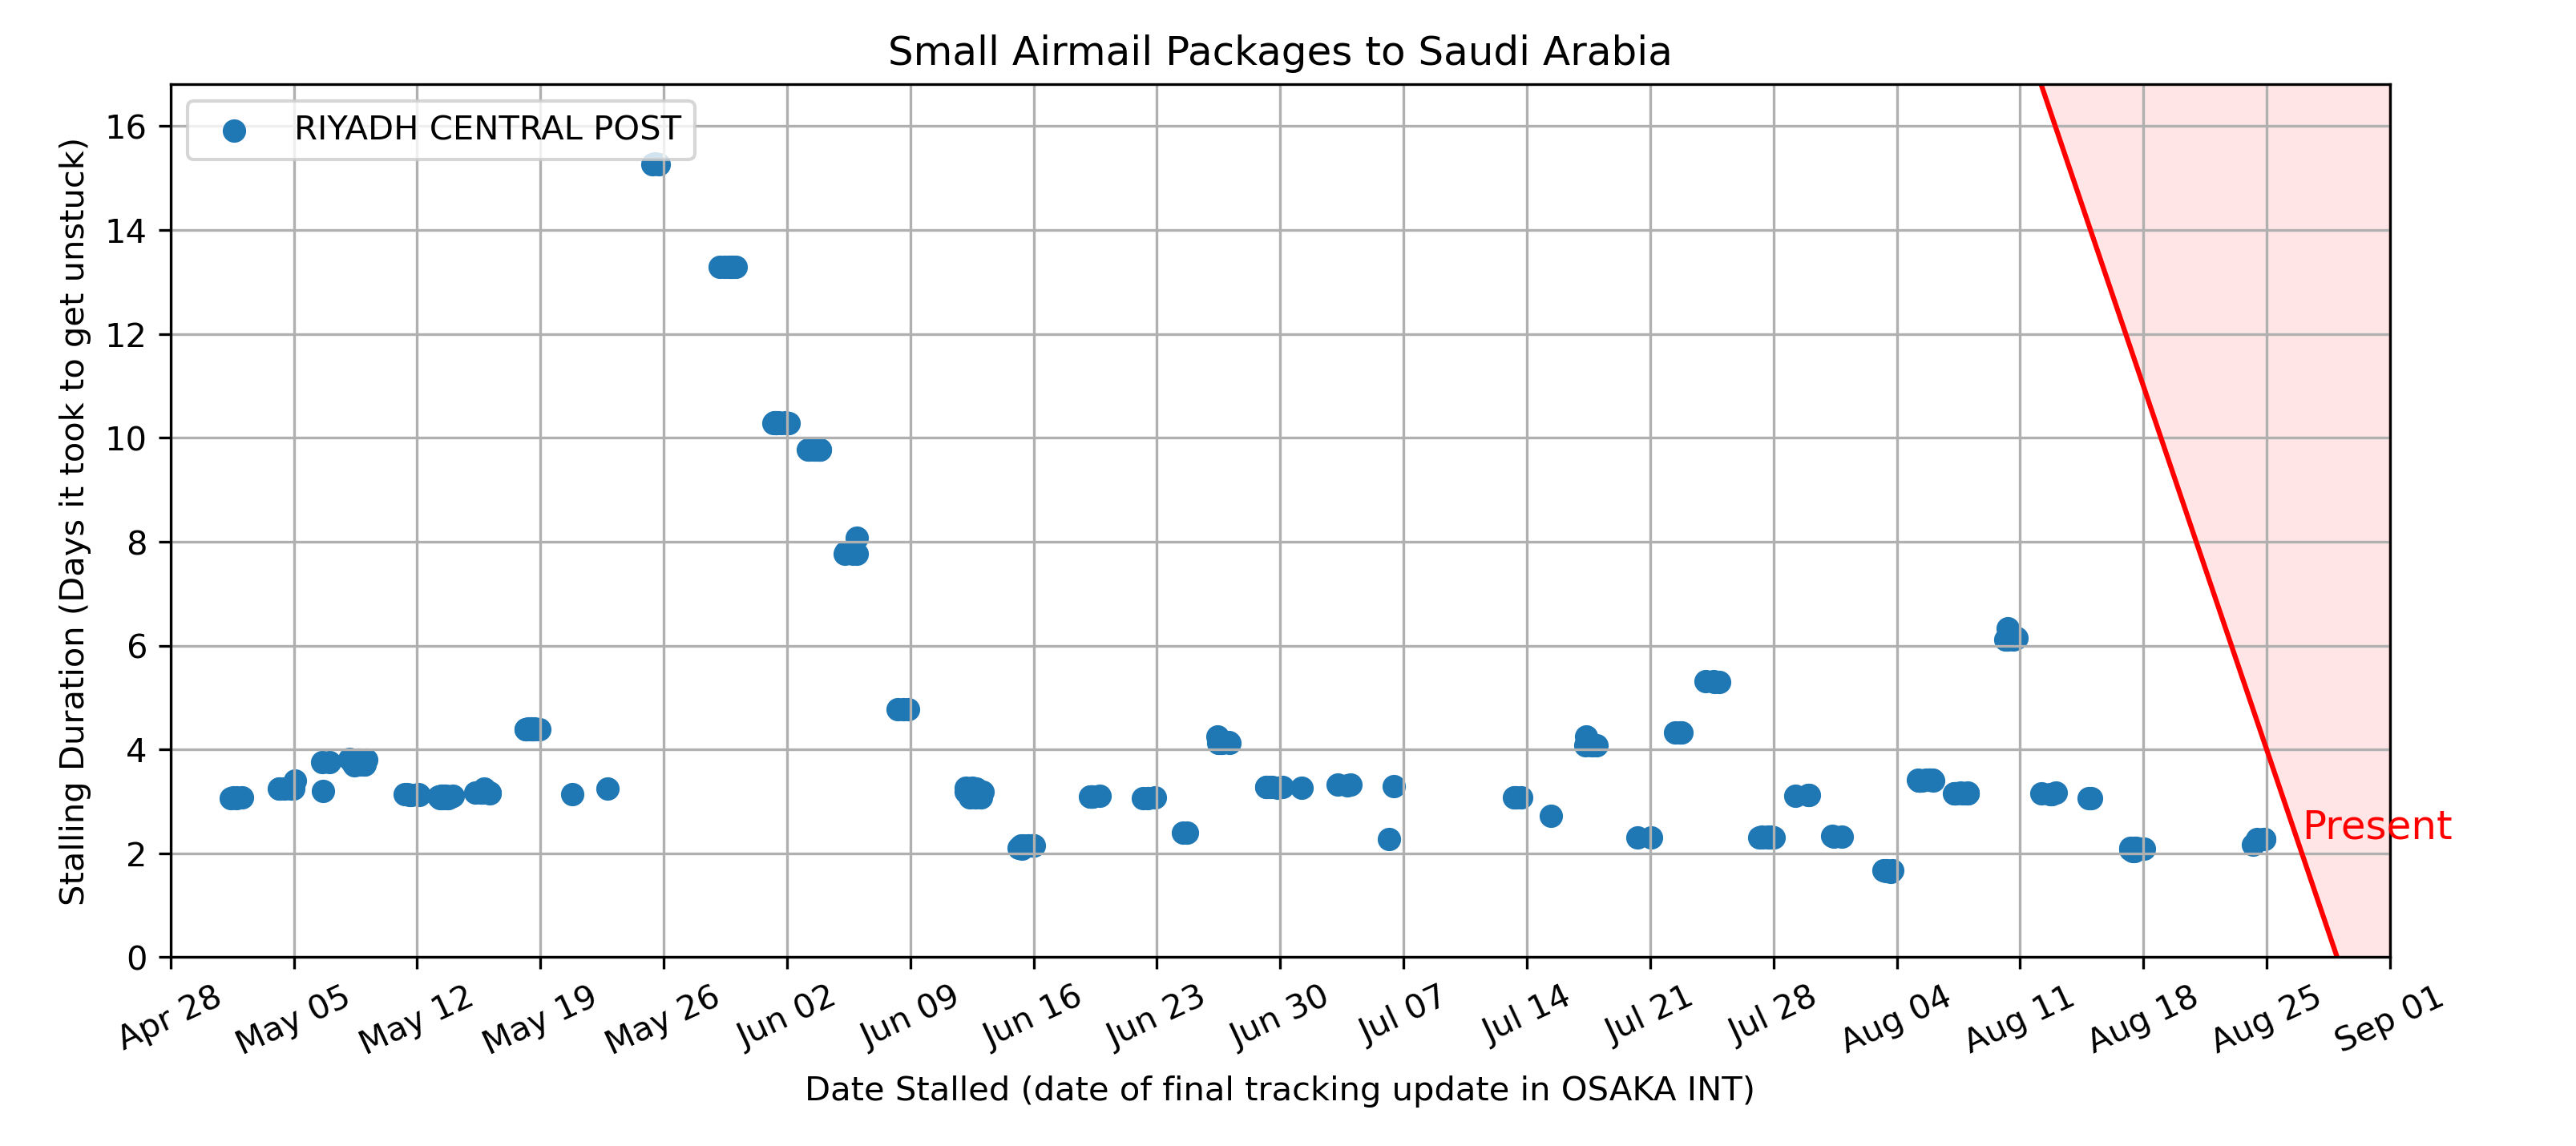 Small Airmail Packages to Saudi Arabia
RIYADH CENTRAL POST
Stalling Duration (Days it took to get unstuck)
16
14
12
10
8
6
4
2
0
Present
Apr 28
May 05
May 12
May 19
May 26
Jun 02
Jun 09
Jun 16
Jun 23
Jun 30
Jul 07
Jul 14
Jul 21
Jul 28
Aug 04
Aug 11
Aug 18
Aug 25
Sep 01
Date Stalled (date of final tracking update in OSAKA INT)